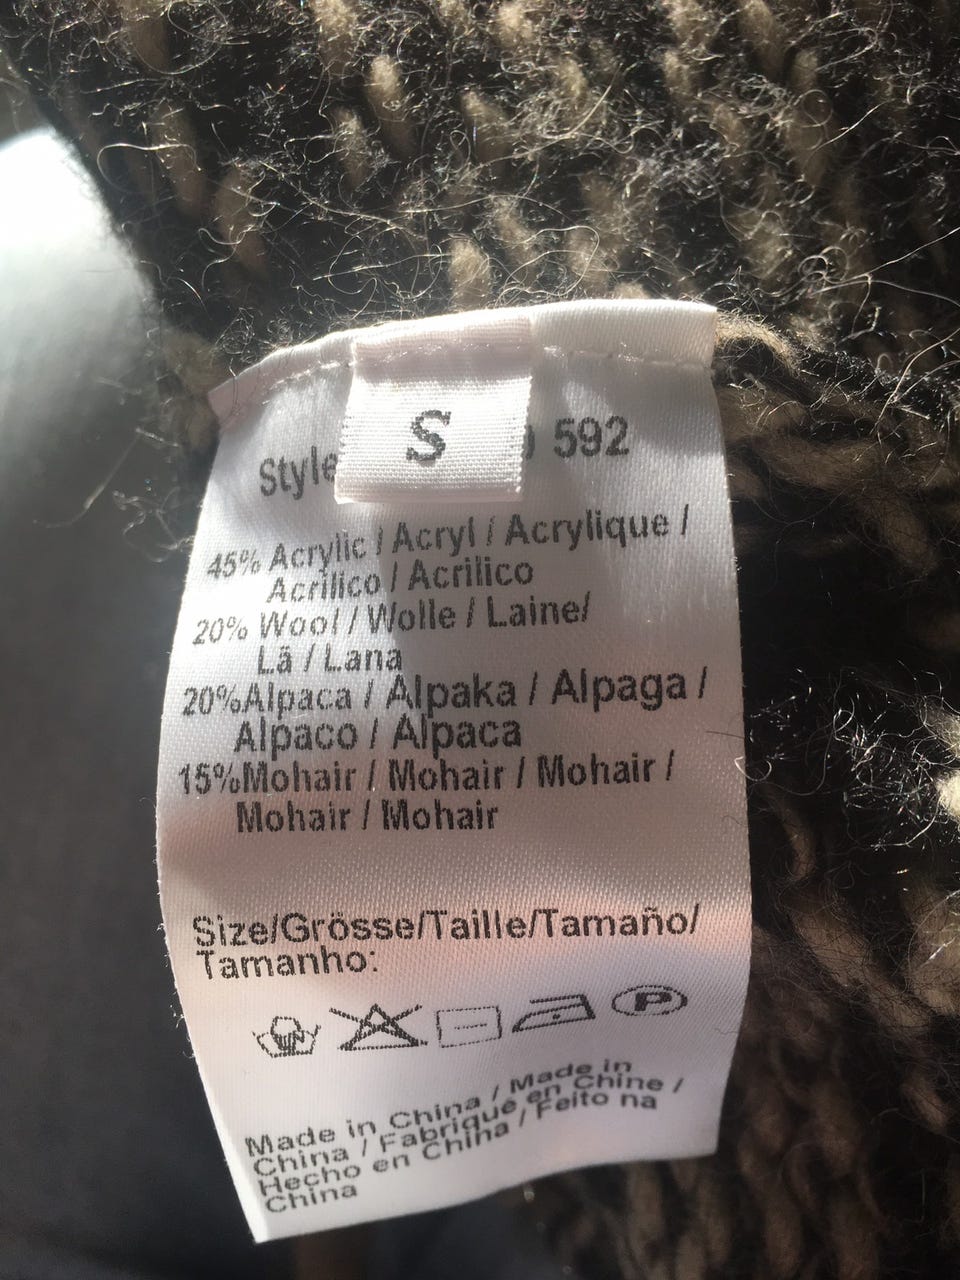 S
Style 592
45% Acrylic / Acryl / Acrylique /
Acrilico / Acrilico
20% Wool / Wolle / Laine/
Lã / Lana
20%Alpaca / Alpaka / Alpaga /
Alpaco / Alpaca
15%Mohair / Mohair / Mohair /
Mohair / Mohair
Size/Grösse/Taille/Tamaño/
Tamanho:
P
Made in China / Made in
China / Fabriqué en Chine /
Hecho en China / Feito na
China